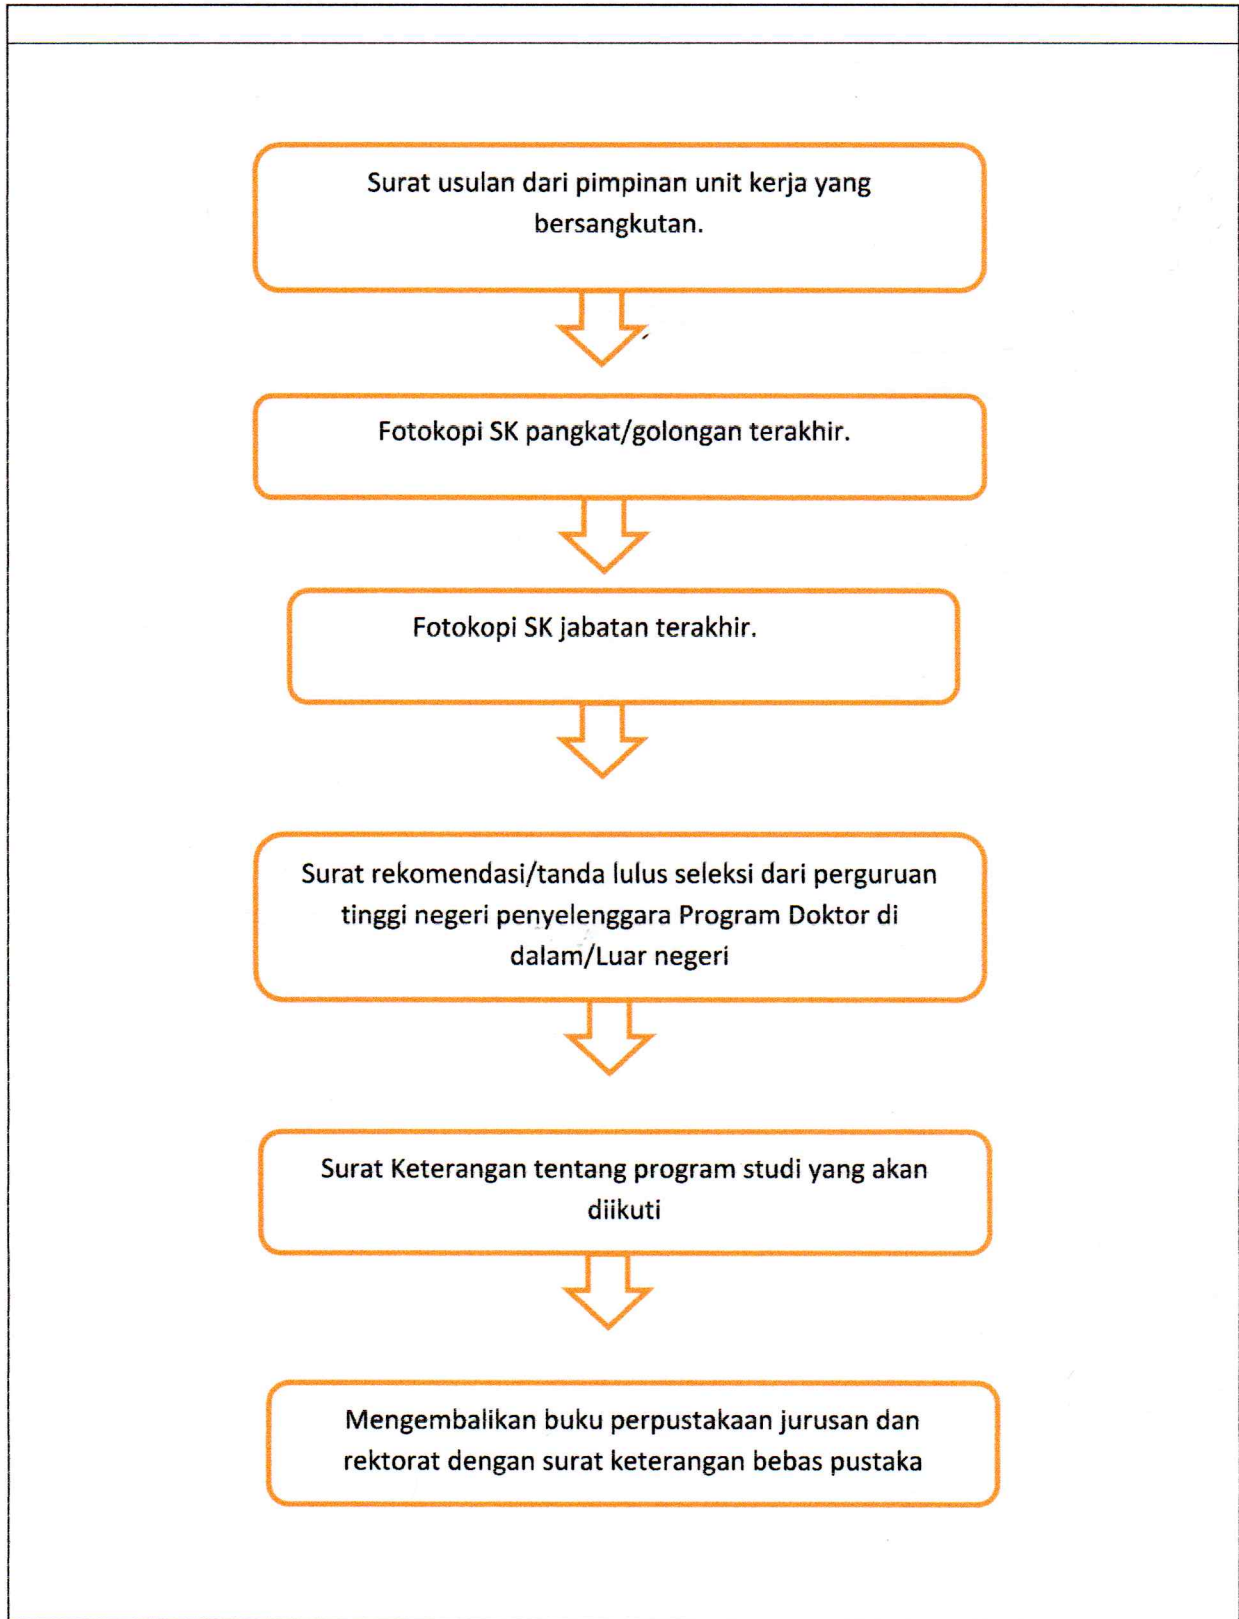 Surat usulan dari pimpinan unit kerja yang
bersangkutan.
Fotokopi SK pangkat/golongan terakhir.
Fotokopi SK jabatan terakhir.
Surat rekomendasi/tanda lulus seleksi dari perguruan
tinggi negeri penyelenggara Program Doktor di
dalam/Luar negeri
Surat Keterangan tentang program studi yang akan
diikuti
Mengembalikan buku perpustakaan jurusan dan
rektorat dengan surat keterangan bebas pustaka